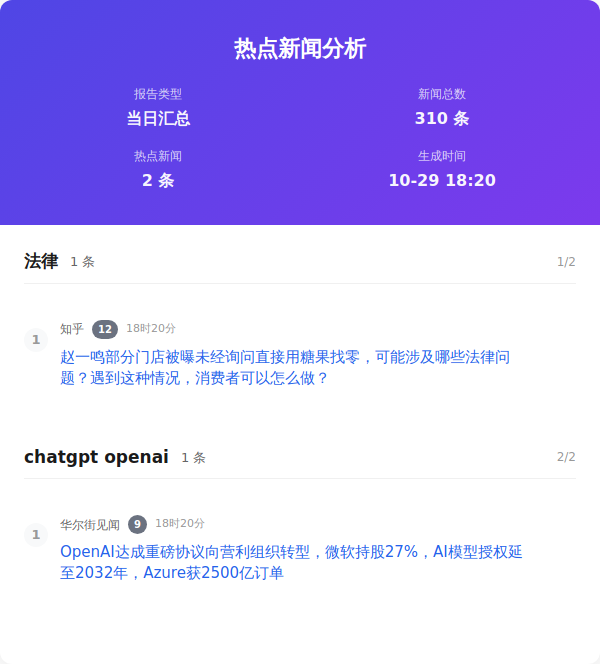 热点新闻分析
报告类型
新闻总数
当日汇总
310 条
热点新闻
生成时间
2 条
10-29 18:20
法律 1 条 1/2
1
知乎 12 18时20分
赵一鸣部分门店被曝未经询问直接用糖果找零，可能涉及哪些法律问
题？遇到这种情况，消费者可以怎么做？
chatgpt openai 1 条 2/2
1
华尔街见闻 9 18时20分
OpenAI达成重磅协议向营利组织转型，微软持股27%，AI模型授权延
至2032年，Azure获2500亿订单